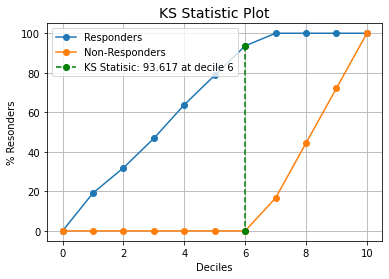 KS Statistic Plot
Responders
Non-Responders
KS Statisic: 93.617 at decile 6
% Resonders
100
80
60
40
20
0
0 2 4 6 8 10
Deciles